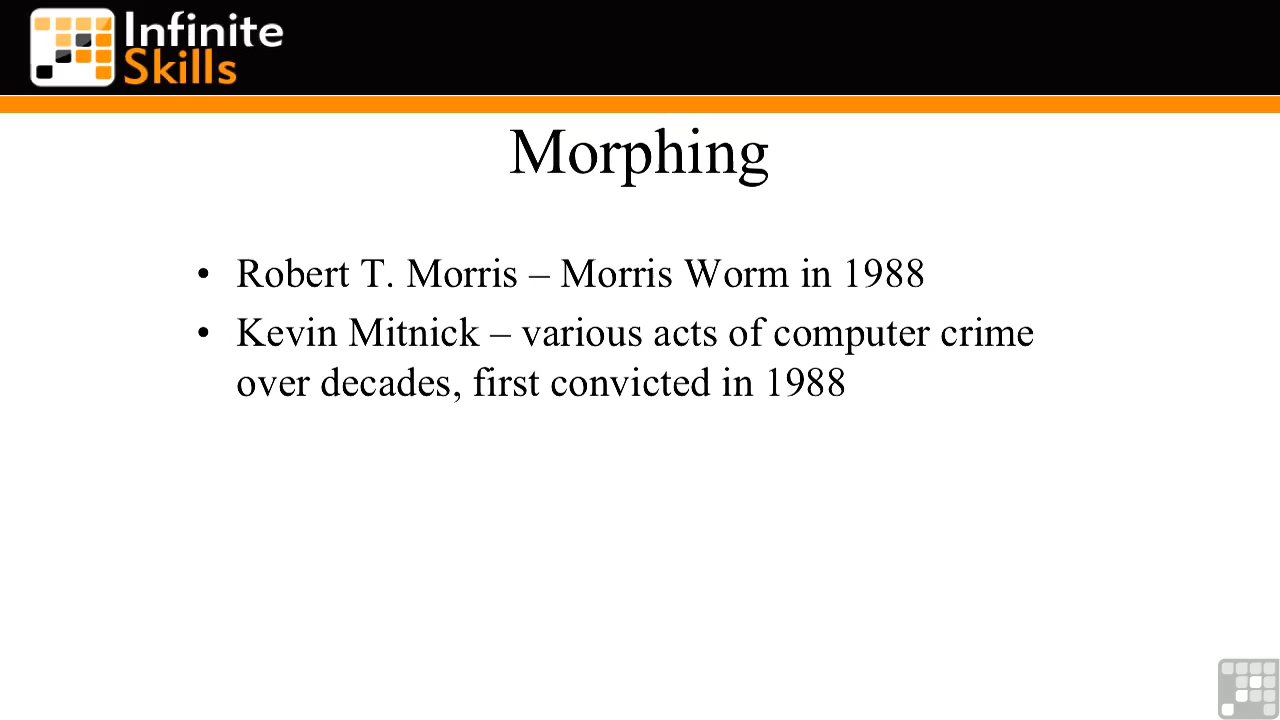 Infinite
Skills
Morphing
• Robert T. Morris – Morris Worm in 1988
• Kevin Mitnick – various acts of computer crime
over decades, first convicted in 1988